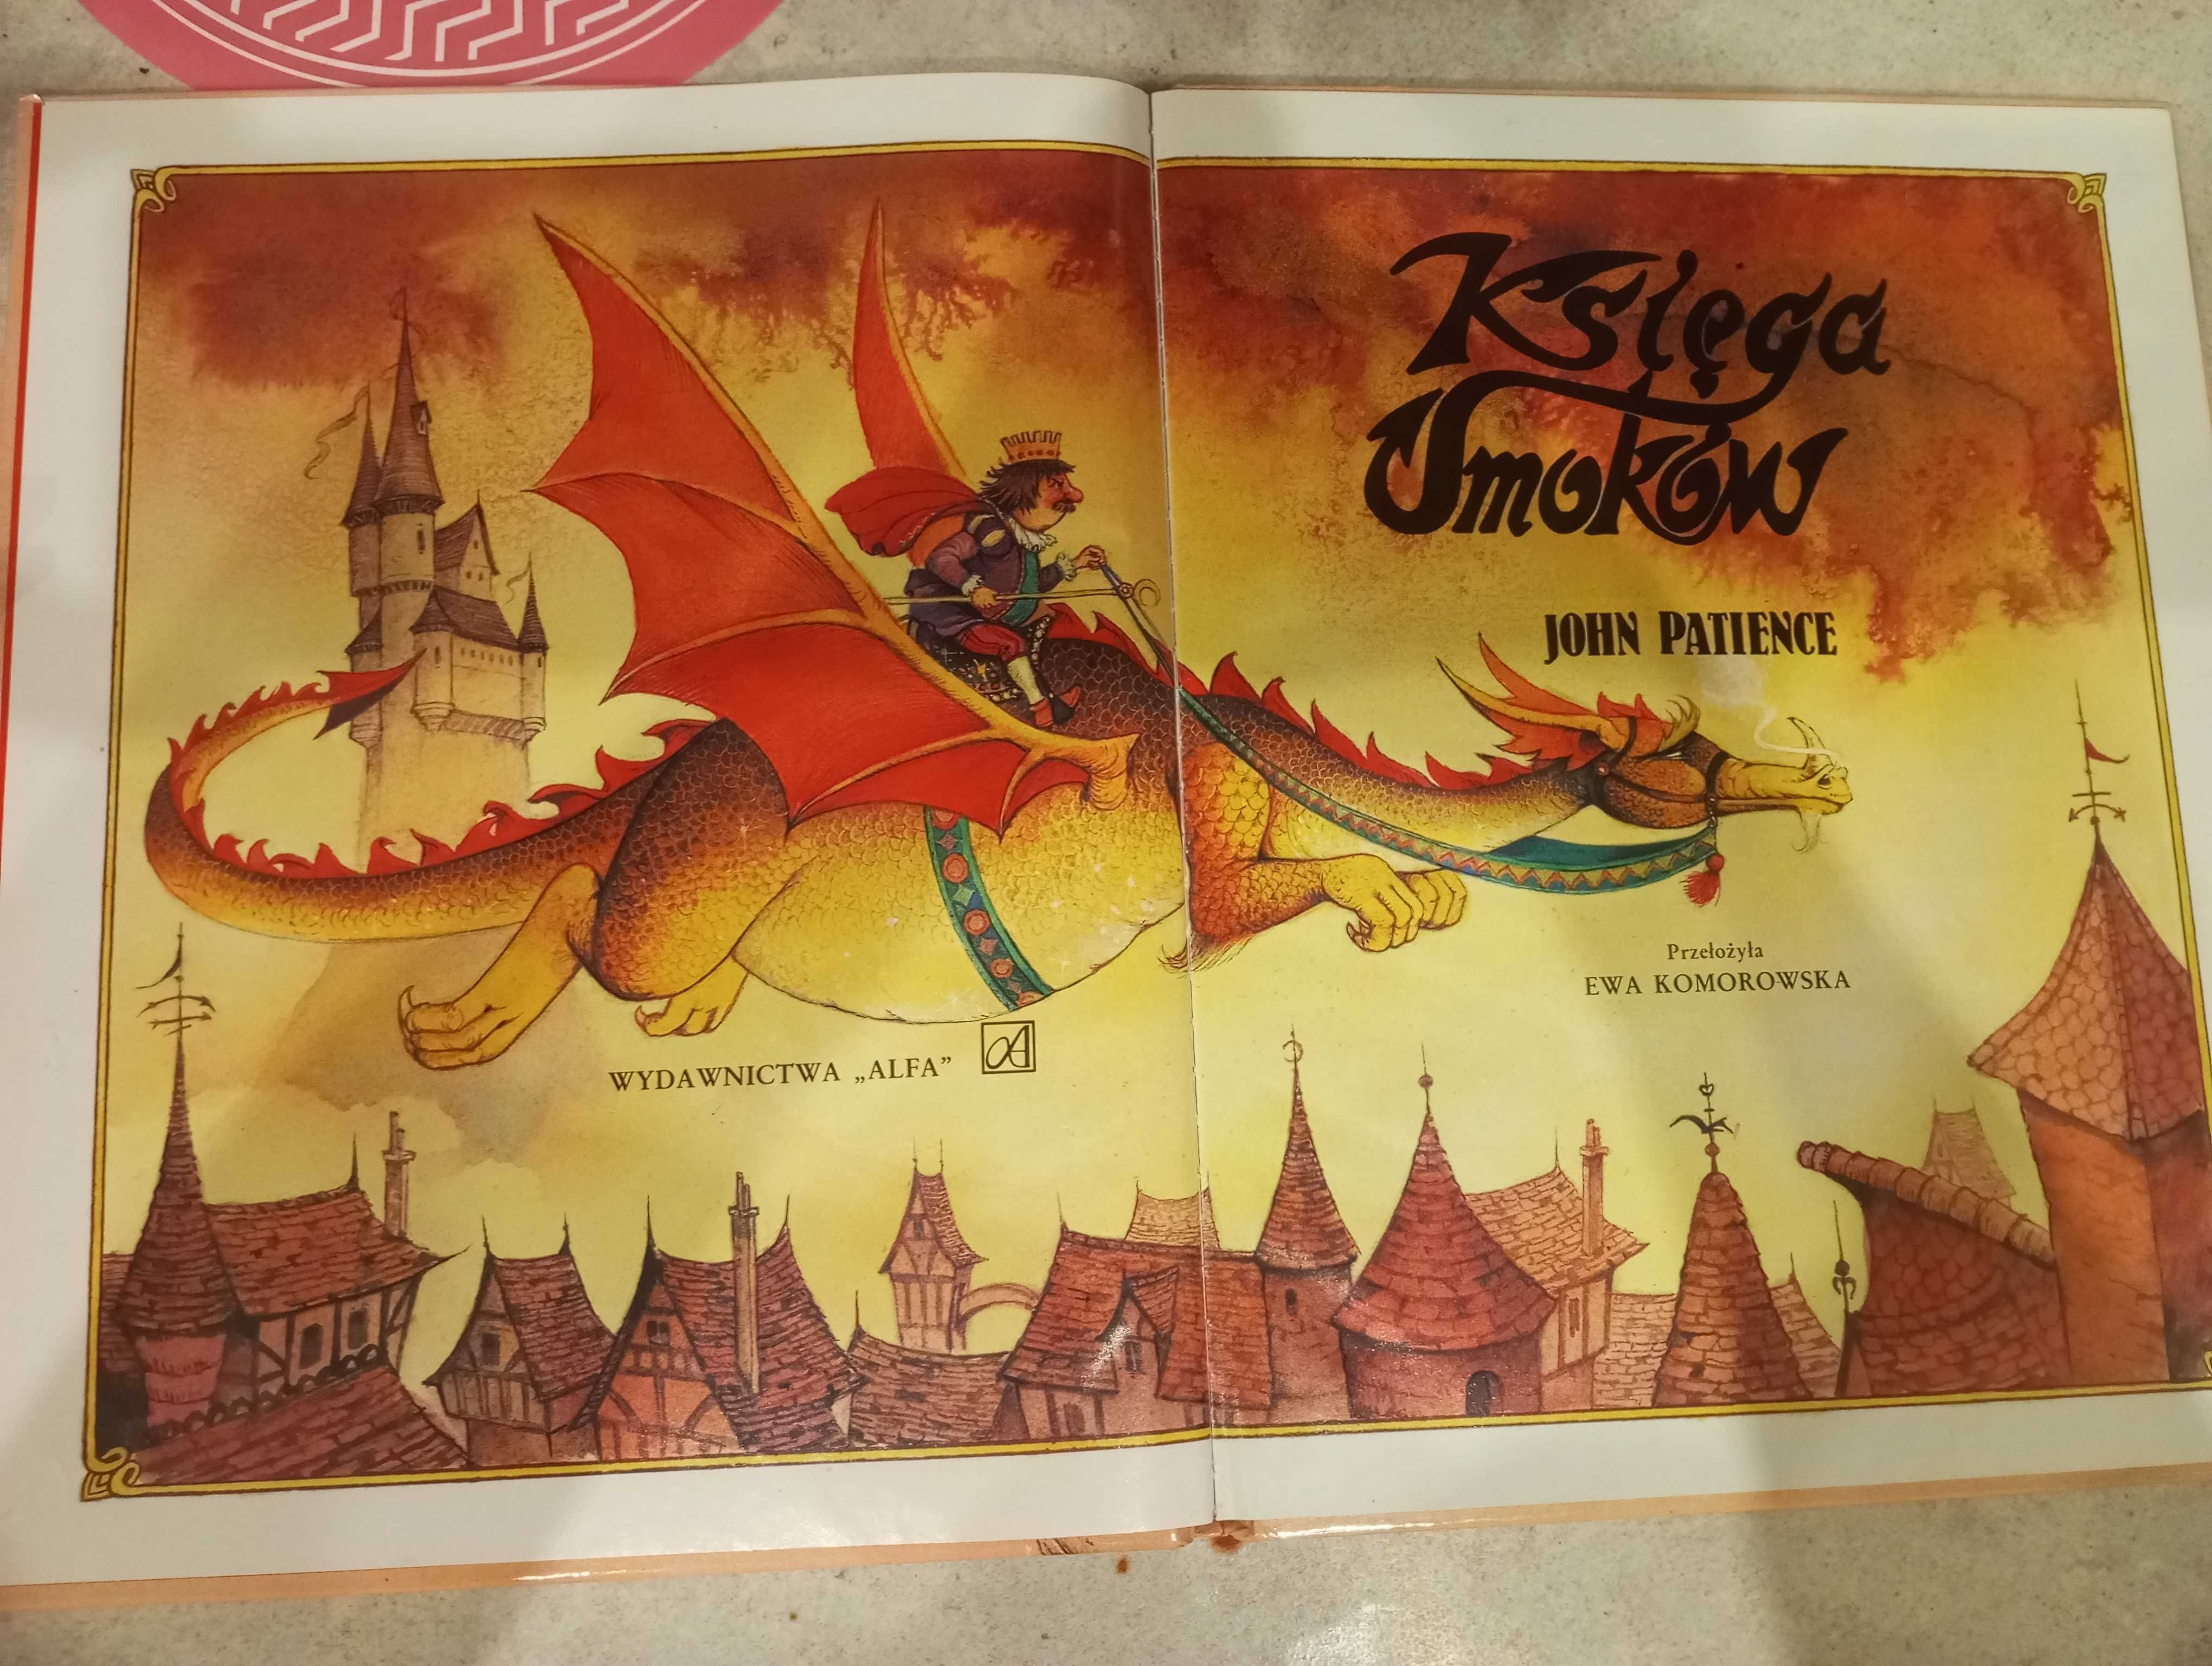 Księga
Smoków
JOHN PATIENCE
Przełożyła
EWA KOMOROWSKA
WYDAWNICTWA „ALFA”